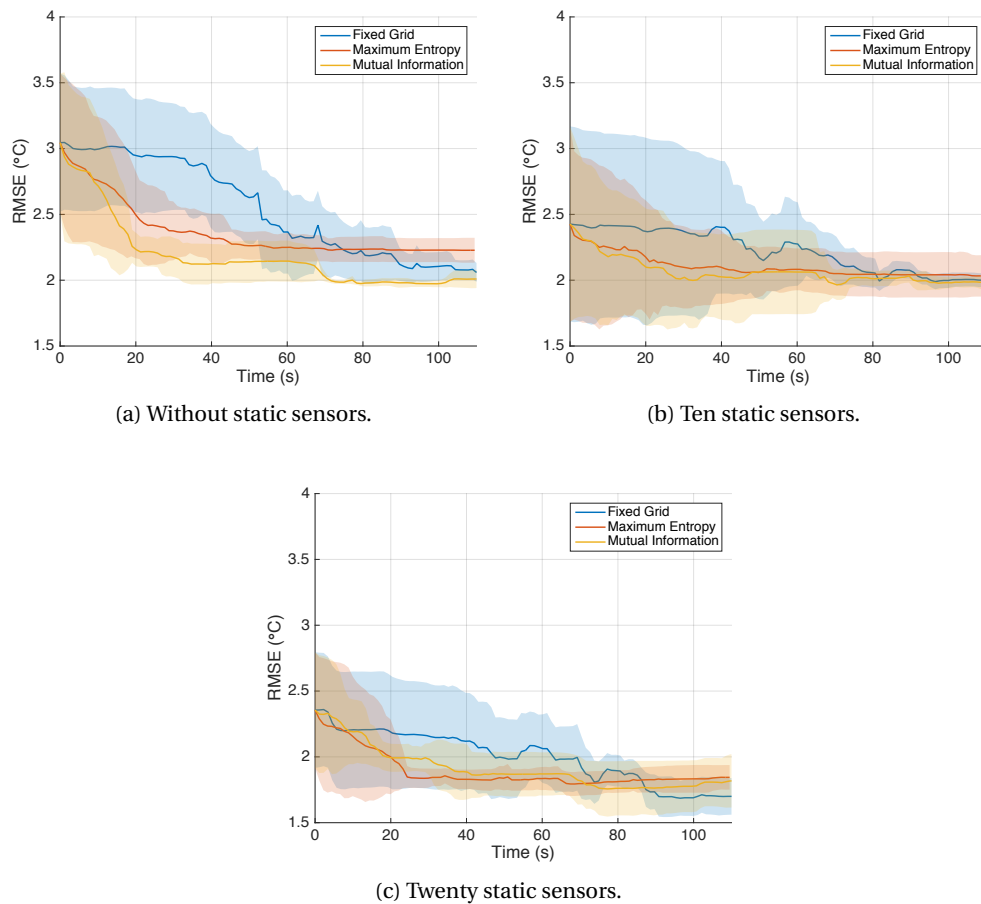 4
3.5
3
2.5
2
1.5
RMSE (°C)
0 20 40 60 80 100
Time (s)
Fixed Grid
Maximum Entropy
Mutual Information
(a) Without static sensors.
4
3.5
3
2.5
2
1.5
RMSE (°C)
0 20 40 60 80 100
Time (s)
Fixed Grid
Maximum Entropy
Mutual Information
(b) Ten static sensors.
4
3.5
3
2.5
2
1.5
RMSE (°C)
0 20 40 60 80 100
Time (s)
Fixed Grid
Maximum Entropy
Mutual Information
(c) Twenty static sensors.